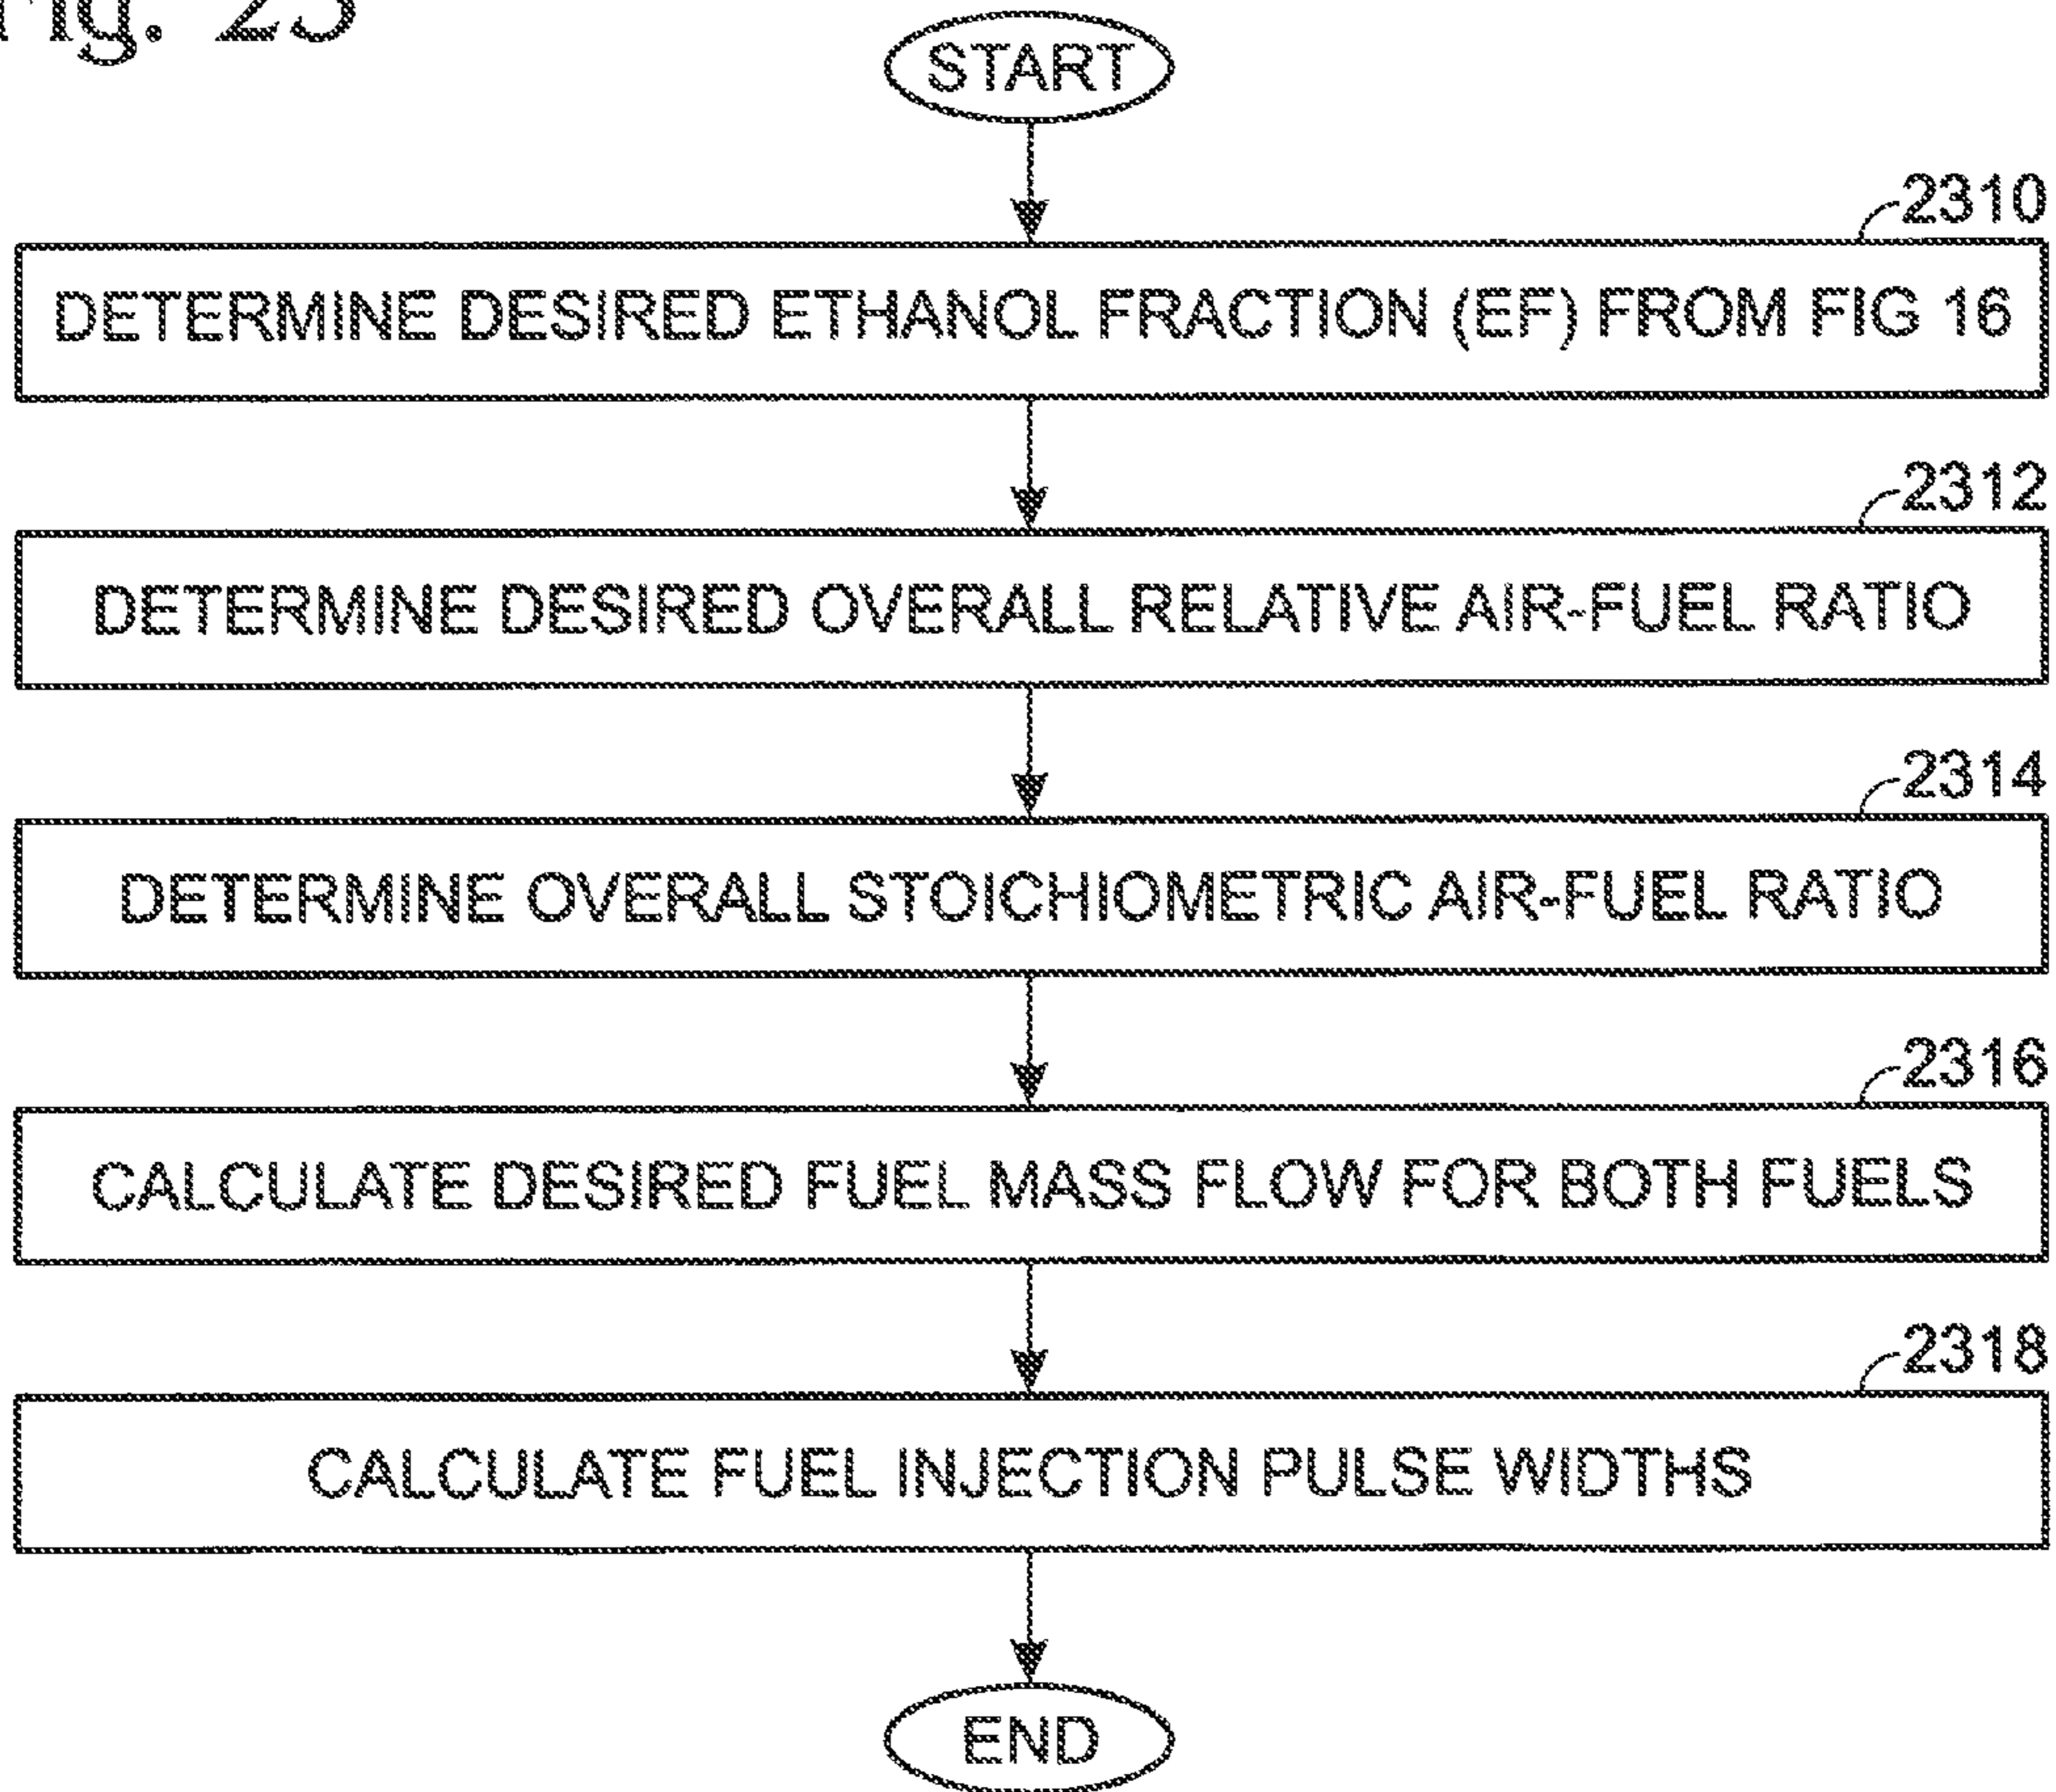 Fig. 23
START
2310
DETERMINE DESIRED ETHANOL FRACTION (EF) FROM FIG 16
2312
DETERMINE DESIRED OVERALL RELATIVE AIR-FUEL RATIO
2314
DETERMINE OVERALL STOICHIOMETRIC AIR-FUEL RATIO
2316
CALCULATE DESIRED FUEL MASS FLOW FOR BOTH FUELS
2318
CALCULATE FUEL INJECTION PULSE WIDTHS
END